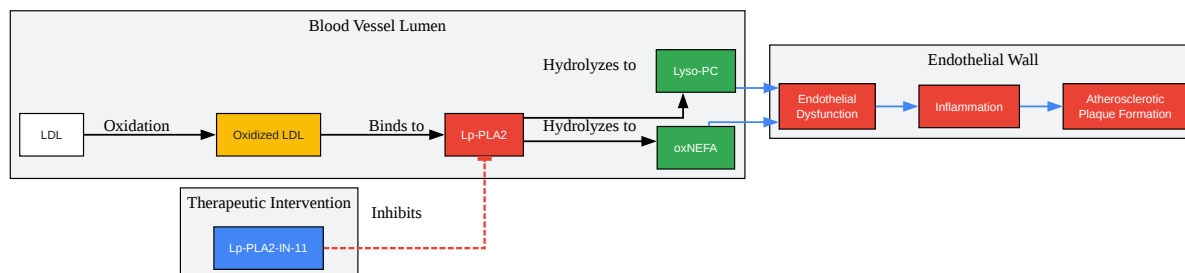 Blood Vessel Lumen
Hydrolyzes to
Lyso-PC
Endothelial Wall
LDL
Oxidation
Oxidized LDL
Binds to
Lp-PLA2
Hydrolyzes to
oxNEFA
Endothelial
Dysfunction
Inflammation
Atherosclerotic
Plaque Formation
Therapeutic Intervention
Inhibits
Lp-PLA2-IN-11